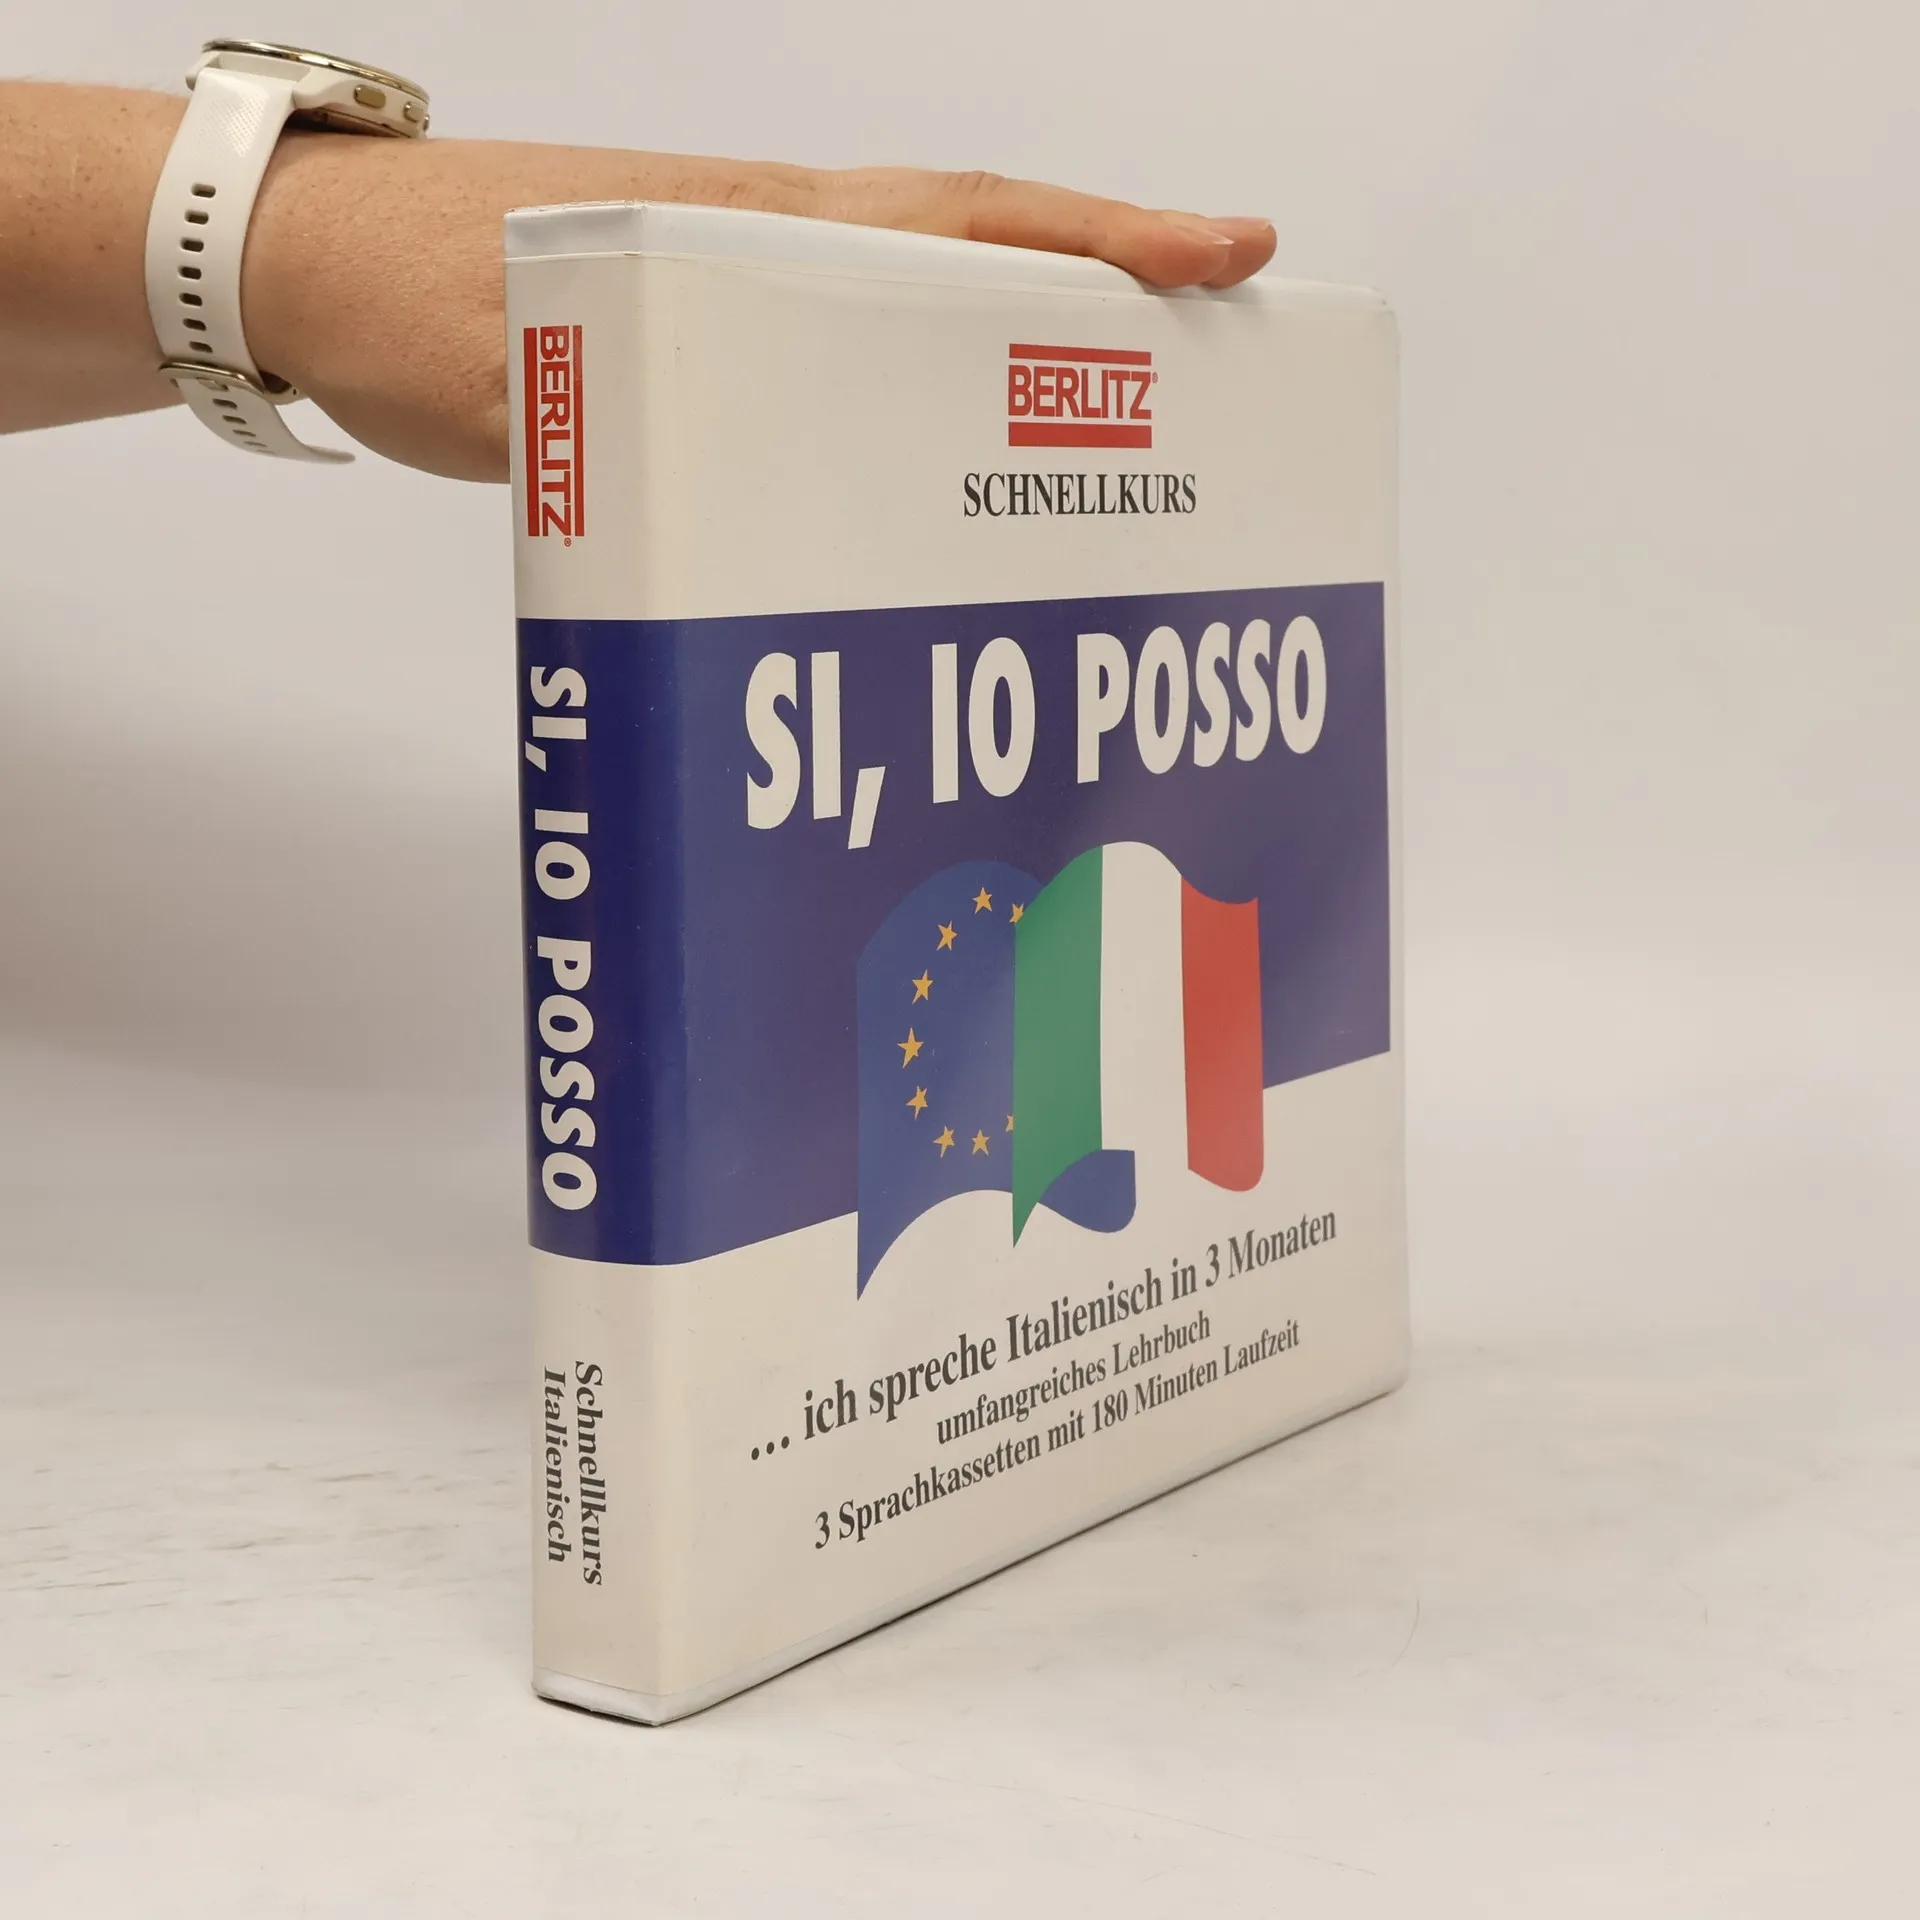 BERLITZ®
SI, IO POSSO
Schnellkurs
Italienisch
BERLITZ®
SCHNELLKURS
SI, IO POSSO
... ich spreche Italienisch in 3 Monaten
umfangreiches Lehrbuch
3 Sprachkassetten mit 180 Minuten Laufzeit